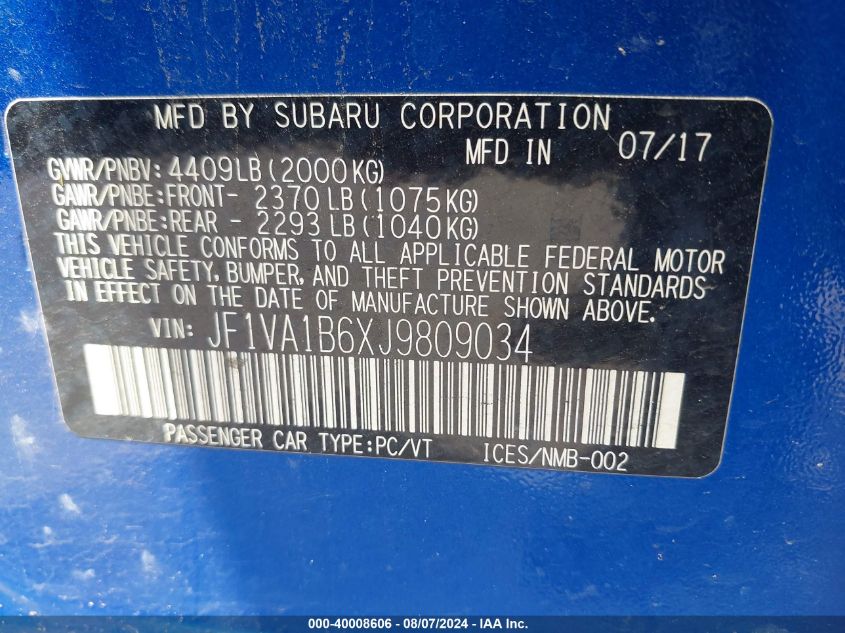 MFD BY SUBARU CORPORATION
MFD IN 07/17
GVWR/PNBV: 4409LB (2000KG)
GAWR/PNBE:FRONT- 2370 LB (1075KG)
GAWR/PNBE:REAR - 2293 LB (1040KG)
THIS VEHICLE CONFORMS TO ALL APPLICABLE FEDERAL MOTOR
VEHICLE SAFETY, BUMPER, AND THEFT PREVENTION STANDARDS
IN EFFECT ON THE DATE OF MANUFACTURE SHOWN ABOVE.
VIN: JF1VA1B6XJ9809034
PASSENGER CAR TYPE:PC/VT ICES/NMB-002
000-40008606 - 08/07/2024 - IAA Inc.